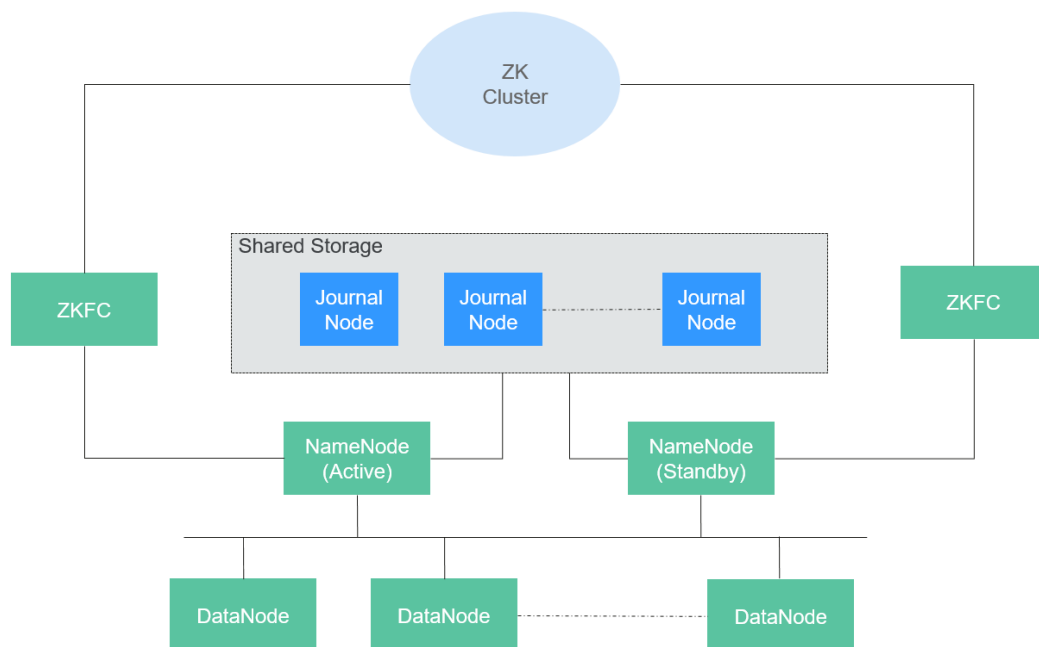 ZK
Cluster
Shared Storage
Journal
Node
Journal
Node
Journal
Node
ZKFC
ZKFC
NameNode
(Active)
NameNode
(Standby)
DataNode
DataNode
DataNode